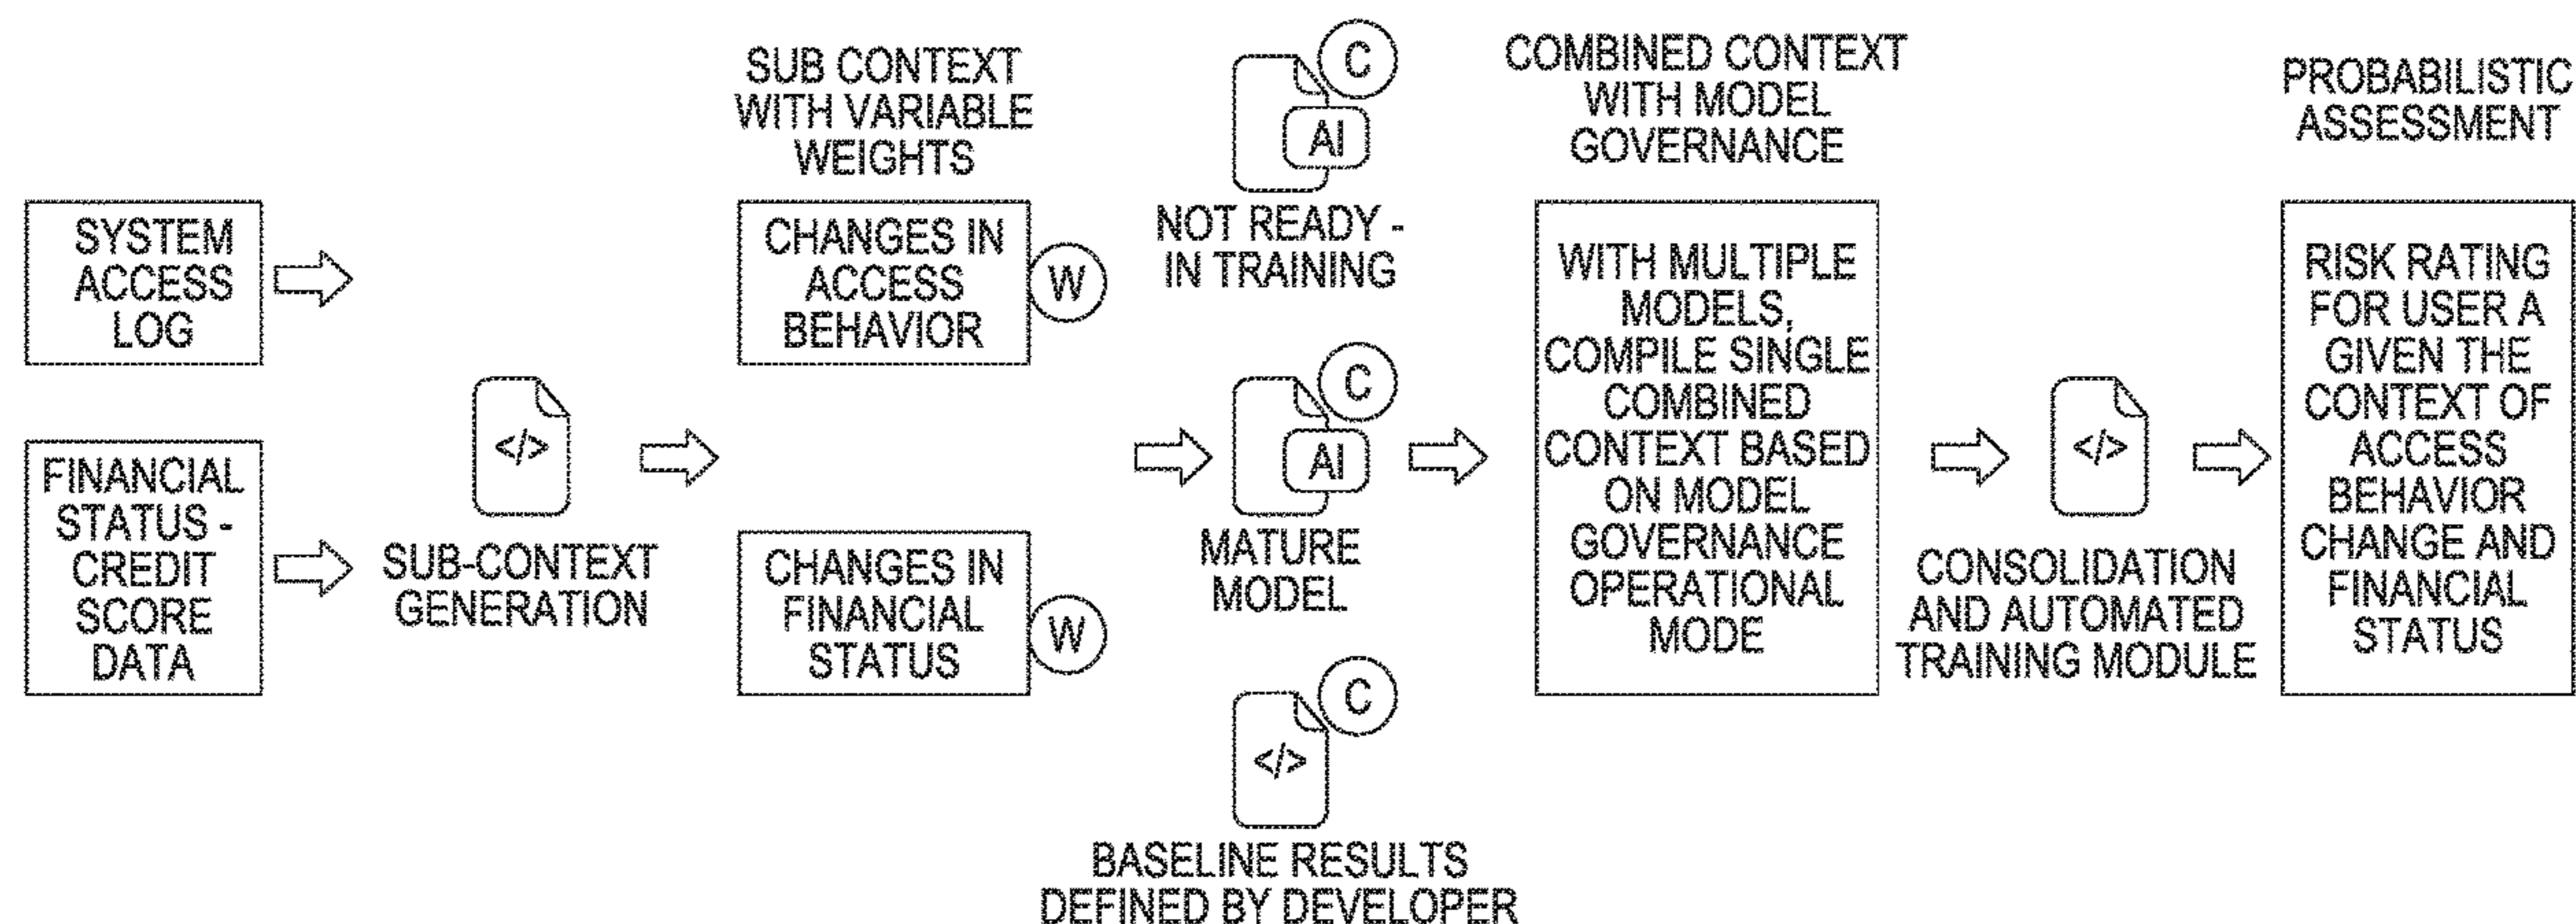 SYSTEM
ACCESS
LOG
FINANCIAL
STATUS -
CREDIT
SCORE
DATA
</>
SUB-CONTEXT
GENERATION
SUB CONTEXT
WITH VARIABLE
WEIGHTS
CHANGES IN
ACCESS
BEHAVIOR
W
CHANGES IN
FINANCIAL
STATUS
W
C
AI
NOT READY -
IN TRAINING
C
AI
MATURE
MODEL
C
</>
BASELINE RESULTS
DEFINED BY DEVELOPER
COMBINED CONTEXT
WITH MODEL
GOVERNANCE
WITH MULTIPLE
MODELS,
COMPILE SINGLE
COMBINED
CONTEXT BASED
ON MODEL
GOVERNANCE
OPERATIONAL
MODE
</>
CONSOLIDATION
AND AUTOMATED
TRAINING MODULE
PROBABILISTIC
ASSESSMENT
RISK RATING
FOR USER A
GIVEN THE
CONTEXT OF
ACCESS
BEHAVIOR
CHANGE AND
FINANCIAL
STATUS